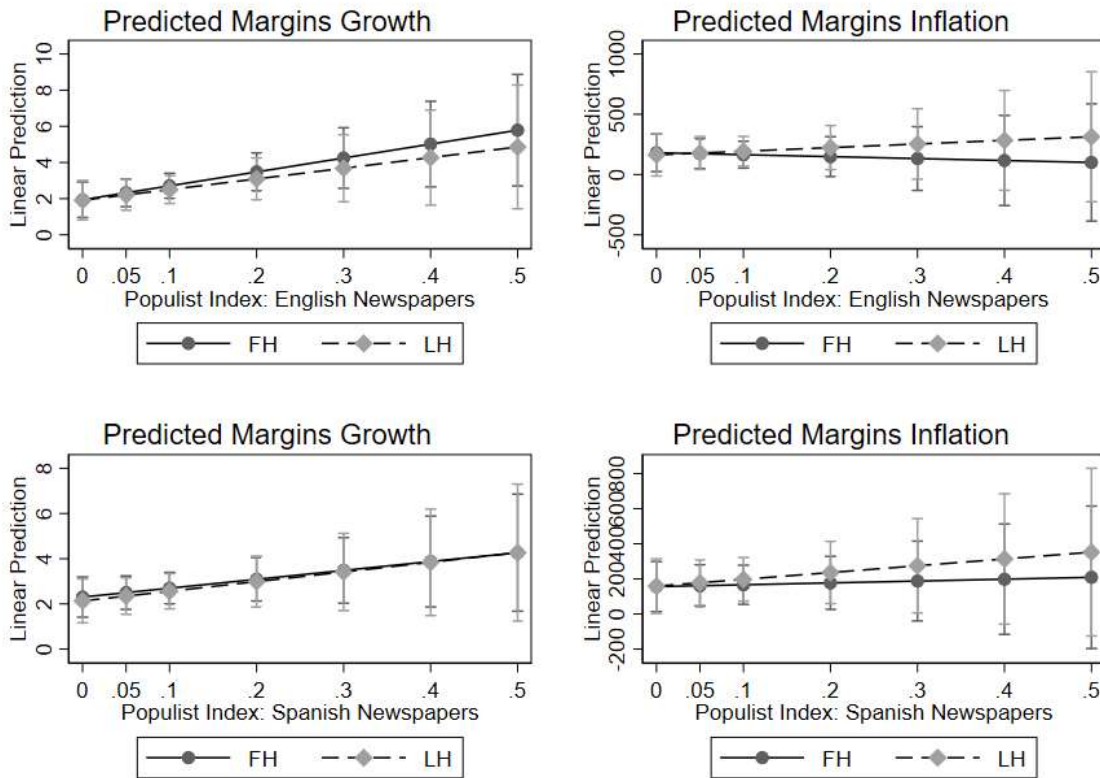 Predicted Margins Growth
Linear Prediction
10
8
6
4
2
0
0 .05 .1 .2 .3 .4 .5
Populist Index: English Newspapers
FH LH
Predicted Margins Inflation
Linear Prediction
1000
500
0
-500
0 .05 .1 .2 .3 .4 .5
Populist Index: English Newspapers
FH LH
Predicted Margins Growth
Linear Prediction
8
6
4
2
0
0 .05 .1 .2 .3 .4 .5
Populist Index: Spanish Newspapers
FH LH
Predicted Margins Inflation
Linear Prediction
-200 0 200400600800
0 .05 .1 .2 .3 .4 .5
Populist Index: Spanish Newspapers
FH LH